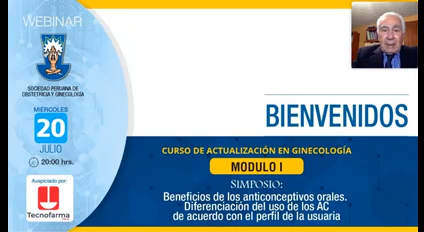 WEBINAR
SOCIEDAD PERUANA DE
OBSTETRICIA Y GINECOLOGÍA
MIÉRCOLES
20
JULIO
20:00 hrs.
Auspiciado por:
Tecnofarma
BIENVENIDOS
CURSO DE ACTUALIZACIÓN EN GINECOLOGÍA
MODULO I
SIMPOSIO:
Beneficios de los anticonceptivos orales.
Diferenciación del uso de los AC
de acuerdo con el perfil de la usuaria